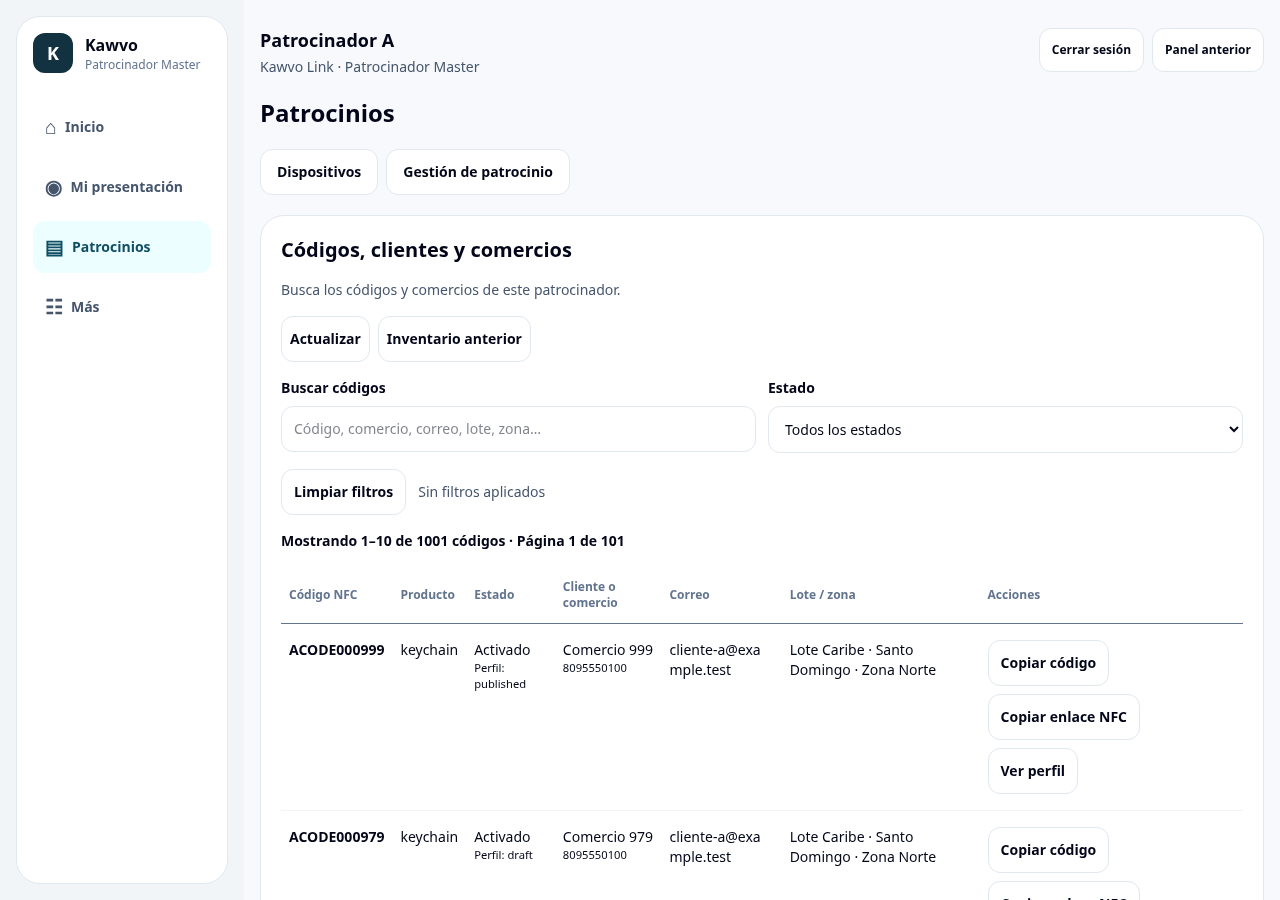 K
Kawvo
Patrocinador Master
Inicio
Mi presentación
Patrocinios
Más
Patrocinador A
Kawvo Link · Patrocinador Master
Cerrar sesión
Panel anterior
Patrocinios
Dispositivos
Gestión de patrocinio
Códigos, clientes y comercios
Busca los códigos y comercios de este patrocinador.
Actualizar
Inventario anterior
Buscar códigos
Estado
Código, comercio, correo, lote, zona...
Todos los estados
Limpiar filtros
Sin filtros aplicados
Mostrando 1–10 de 1001 códigos · Página 1 de 101
Código NFC
Producto
Estado
Cliente o
comercio
Correo
Lote / zona
Acciones
ACODE000999
keychain
Activado
Perfil:
published
Comercio 999
8095550100
cliente-a@exa
mple.test
Lote Caribe · Santo
Domingo · Zona Norte
Copiar código
Copiar enlace NFC
Ver perfil
ACODE000979
keychain
Activado
Perfil: draft
Comercio 979
8095550100
cliente-a@exa
mple.test
Lote Caribe · Santo
Domingo · Zona Norte
Copiar código